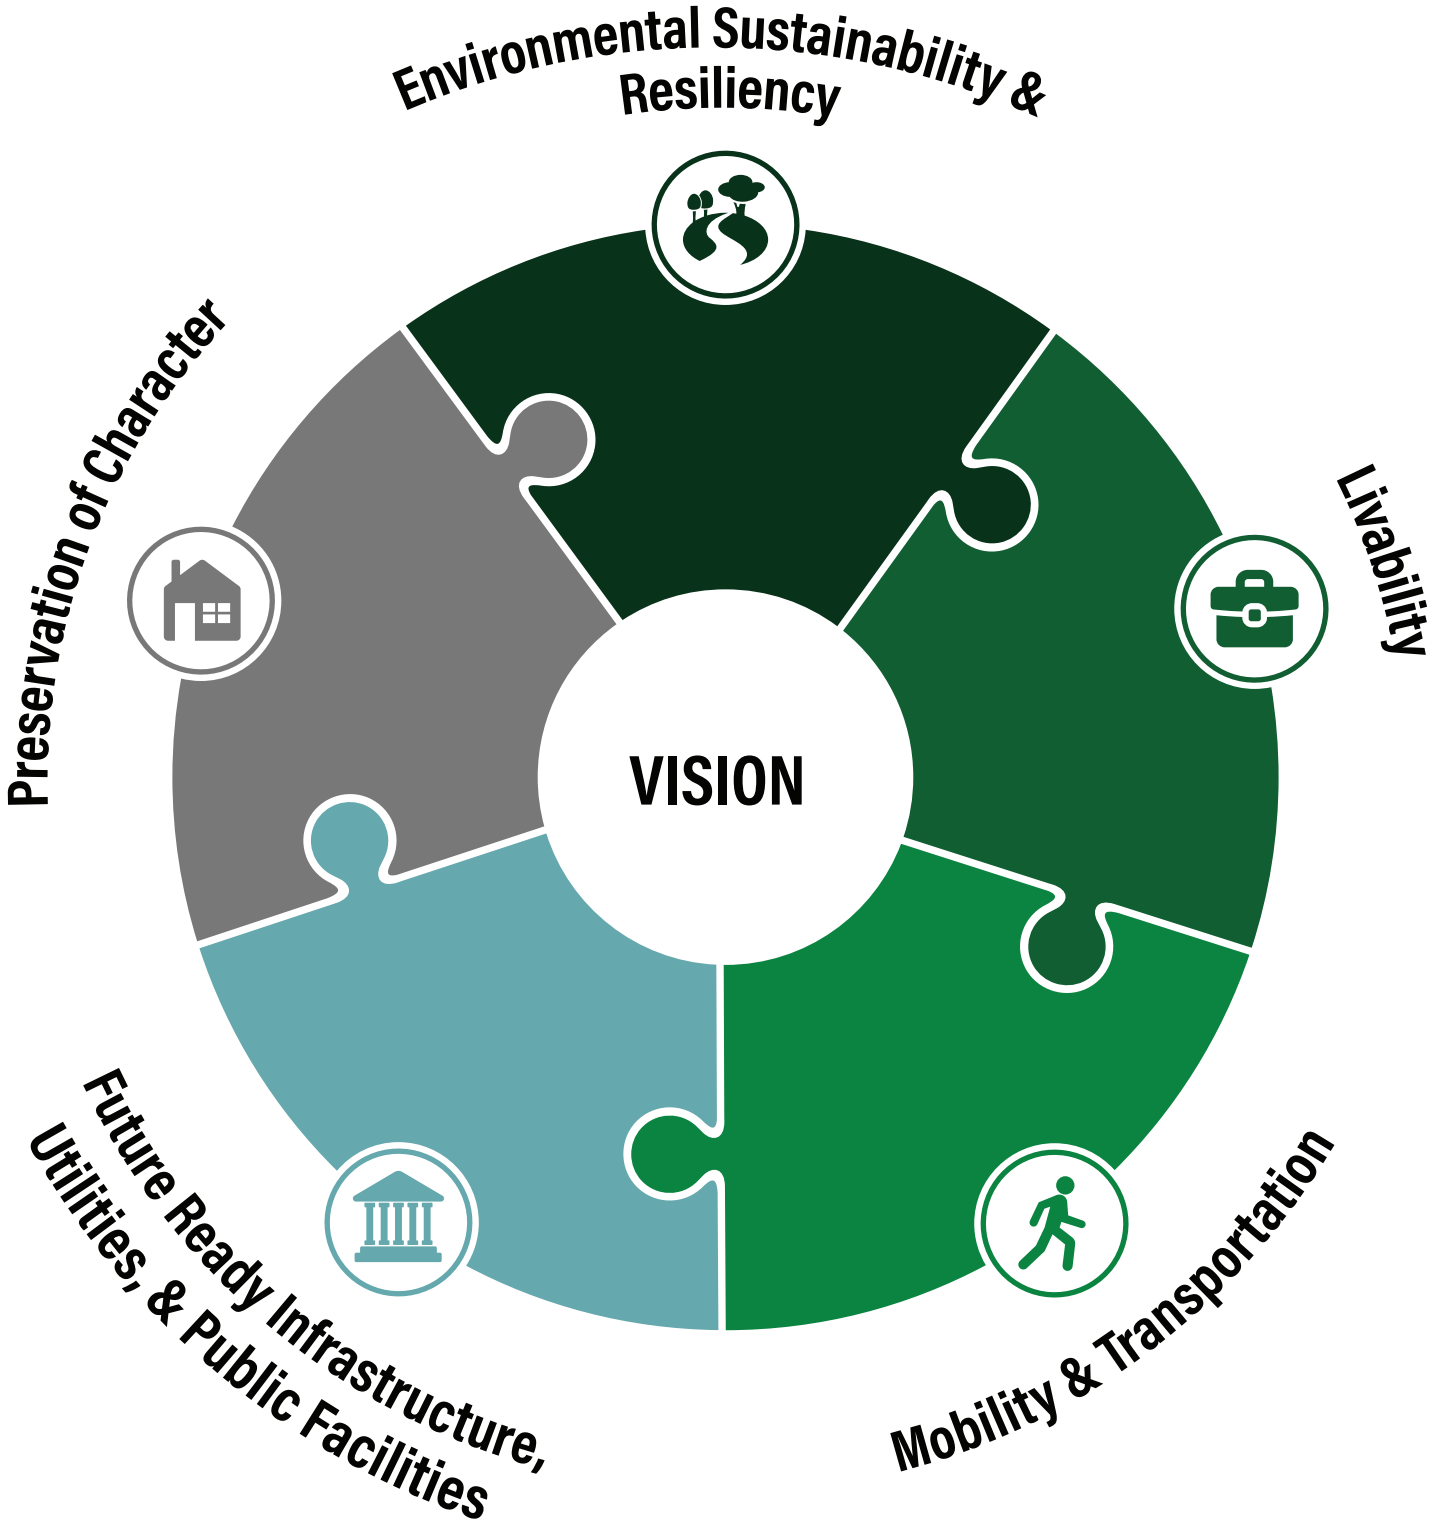 Environmental Sustainability &
Resiliency
Livability
Mobility & Transportation
Future Ready Infrastructure,
Utilities, & Public Facilities
Preservation of Character
VISION